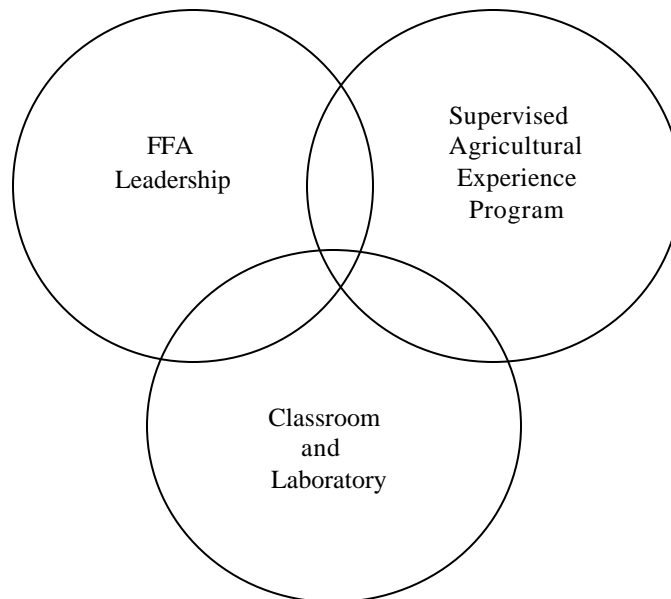 FFA
Leadership
Supervised
Agricultural
Experience
Program
Classroom
and
Laboratory